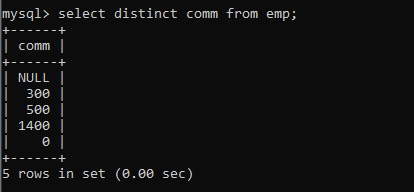 mysql> select distinct comm from emp;
+------+
| comm |
+------+
| NULL |
|  300 |
|  500 |
| 1400 |
|    0 |
+------+
5 rows in set (0.00 sec)